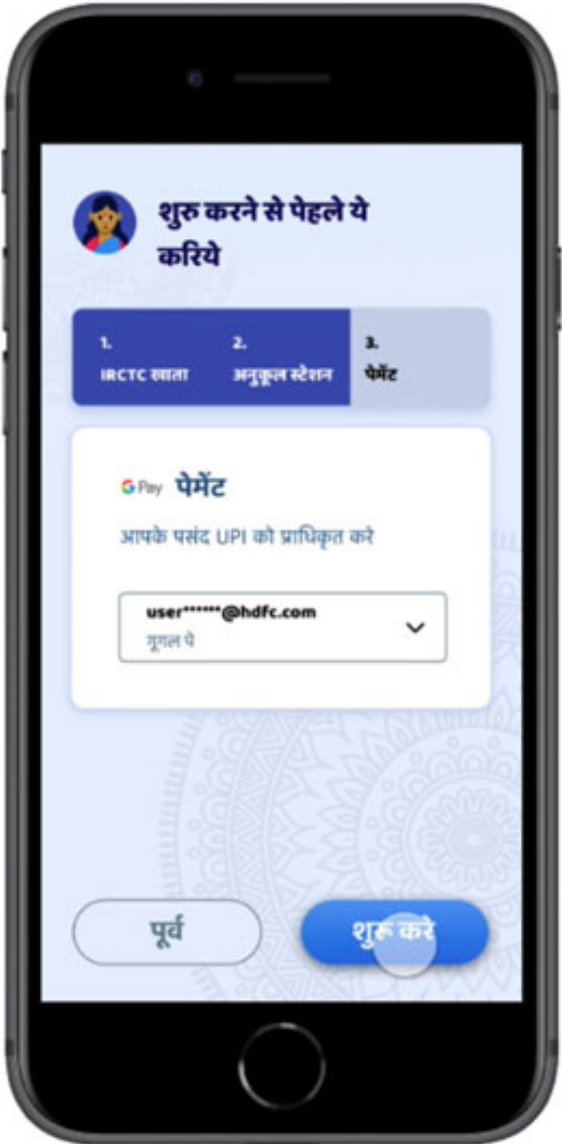 शुरु करने से पेहले ये
करिये
1. 2. 3.
IRCTC खाता अनुकूल स्टेशन पेमेंट
G Pay पेमेंट
आपके पसंद UPI को प्राधिकृत करे
user******@hdfc.com
गूगल पे
पूर्व शुरू करे